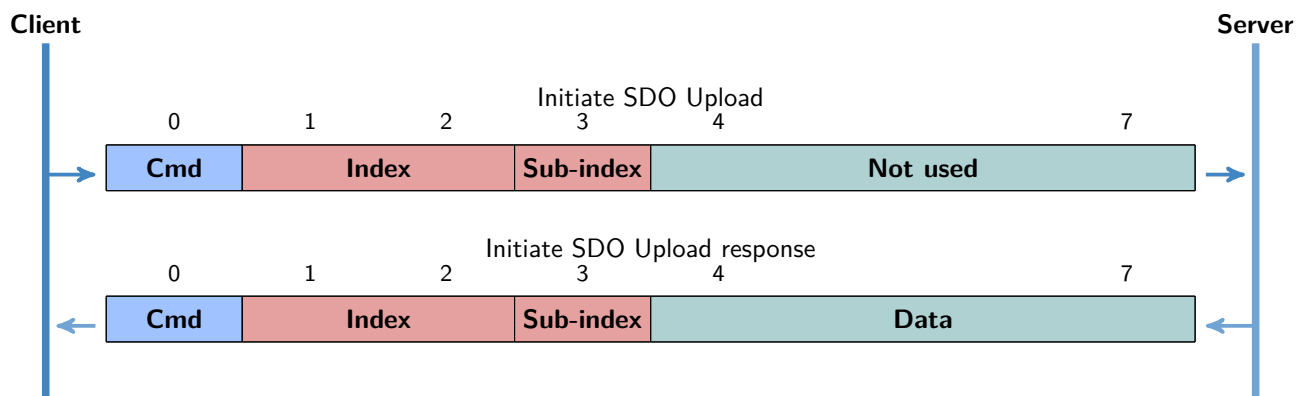 Client Server
Initiate SDO Upload
0 1 2 3 4 7
Cmd Index Sub-index Not used
Initiate SDO Upload response
0 1 2 3 4 7
Cmd Index Sub-index Data